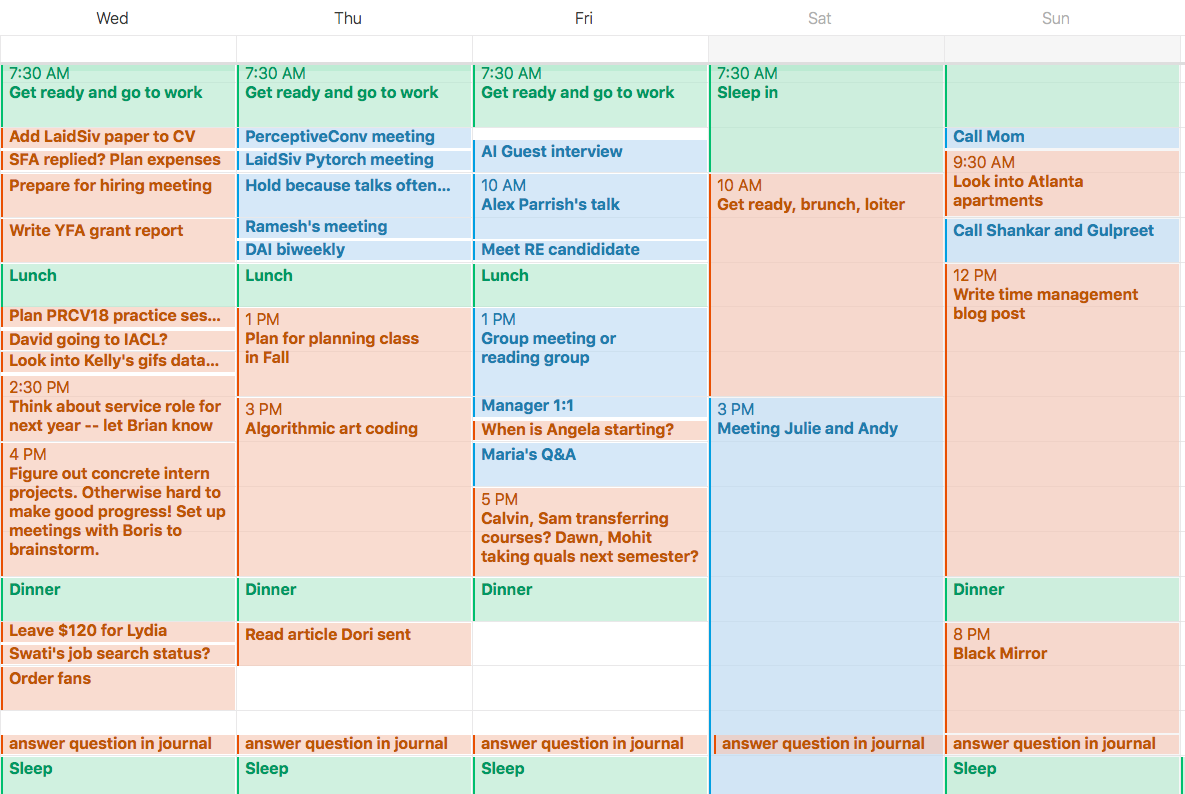 Wed
Thu
Fri
Sat
Sun
7:30 AM
Get ready and go to work
Add LaidSiv paper to CV
SFA replied? Plan expenses
Prepare for hiring meeting
Write YFA grant report
Lunch
Plan PRCV18 practice ses...
David going to IACL?
Look into Kelly's gifs data...
2:30 PM
Think about service role for
next year -- let Brian know
4 PM
Figure out concrete intern
projects. Otherwise hard to
make good progress! Set up
meetings with Boris to
brainstorm.
Dinner
Leave $120 for Lydia
Swati's job search status?
Order fans
answer question in journal
Sleep
7:30 AM
Get ready and go to work
PerceptiveConv meeting
LaidSiv Pytorch meeting
Hold because talks often...
Ramesh's meeting
DAI biweekly
Lunch
1 PM
Plan for planning class
in Fall
3 PM
Algorithmic art coding
Dinner
Read article Dori sent
answer question in journal
Sleep
7:30 AM
Get ready and go to work
AI Guest interview
10 AM
Alex Parrish's talk
Meet RE candididate
Lunch
1 PM
Group meeting or
reading group
Manager 1:1
When is Angela starting?
Maria's Q&A
5 PM
Calvin, Sam transferring
courses? Dawn, Mohit
taking quals next semester?
Dinner
answer question in journal
Sleep
7:30 AM
Sleep in
10 AM
Get ready, brunch, loiter
3 PM
Meeting Julie and Andy
answer question in journal
Call Mom
9:30 AM
Look into Atlanta
apartments
Call Shankar and Gulpreet
12 PM
Write time management
blog post
Dinner
8 PM
Black Mirror
answer question in journal
Sleep